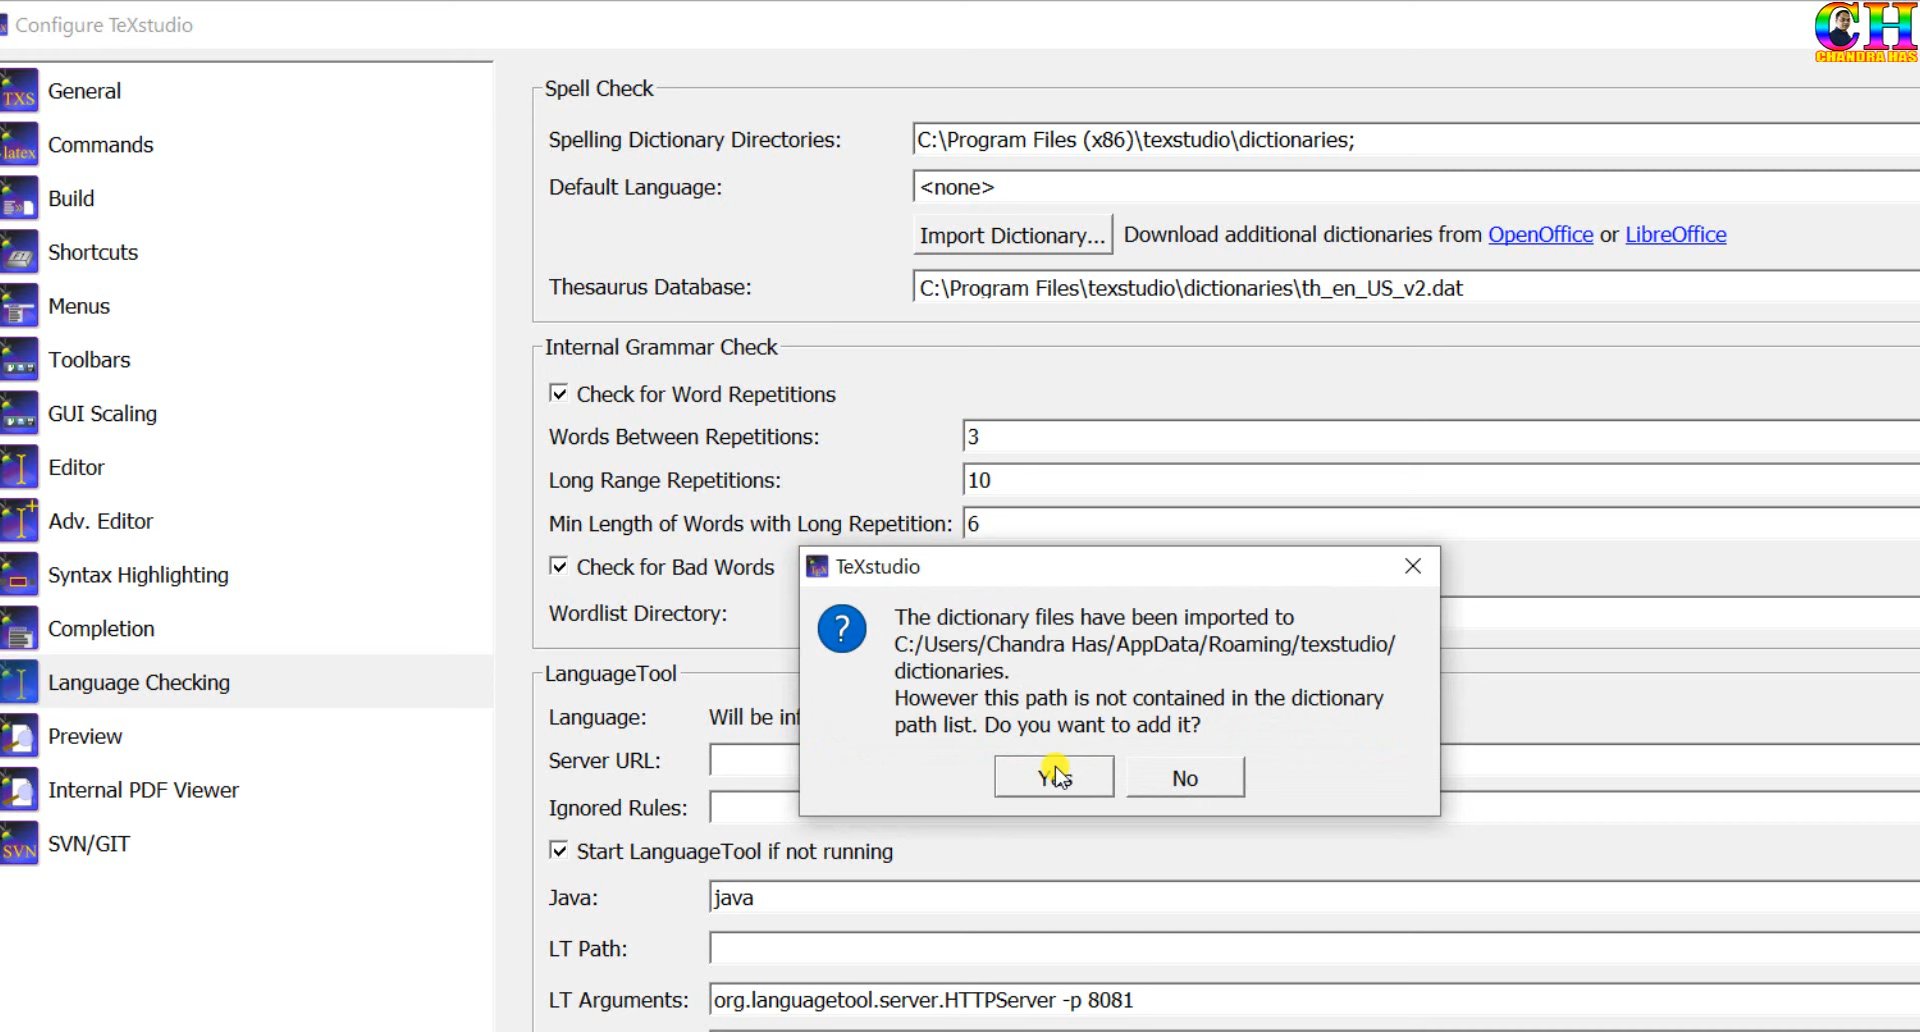 Configure TeXstudio
CH
CHANDRA HAS
TXS
General
latex
Commands
Build
Shortcuts
Menus
Toolbars
GUI Scaling
Editor
Adv. Editor
Syntax Highlighting
Completion
Language Checking
Preview
Internal PDF Viewer
SVN
SVN/GIT
Spell Check
Spelling Dictionary Directories: C:\Program Files (x86)\texstudio\dictionaries;
Default Language: <none>
Import Dictionary... Download additional dictionaries from OpenOffice or LibreOffice
Thesaurus Database: C:\Program Files\texstudio\dictionaries\th_en_US_v2.dat
Internal Grammar Check
Check for Word Repetitions
Words Between Repetitions: 3
Long Range Repetitions: 10
Min Length of Words with Long Repetition: 6
Check for Bad Words
Wordlist Directory:
TeXstudio
The dictionary files have been imported to
C:/Users/Chandra Has/AppData/Roaming/texstudio/
dictionaries.
However this path is not contained in the dictionary
path list. Do you want to add it?
Yes No
LanguageTool
Language: Will be
Server URL:
Ignored Rules:
Start LanguageTool if not running
Java: java
LT Path:
LT Arguments: org.languagetool.server.HTTPServer -p 8081